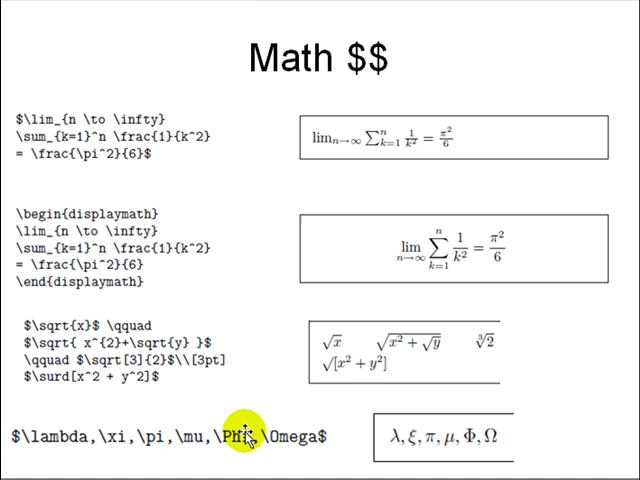 Math $$
$\lim_{n \to \infty}
\sum_{k=1}^n \frac{1}{k^2}
= \frac{\pi^2}{6}$
lim n→∞ ∑ n k=1 1/k² = π²/6
\begin{displaymath}
\lim_{n \to \infty}
\sum_{k=1}^n \frac{1}{k^2}
= \frac{\pi^2}{6}
\end{displaymath}
lim n→∞ ∑ n k=1 1/k² = π²/6
$\sqrt{x}$ \qquad
$\sqrt{ x^{2}+\sqrt{y} }$
\qquad $\sqrt[3]{2}$\\[3pt]
$\surd[x^2 + y^2]$
√x √(x² + √y) ∛2
√[x² + y²]
$\lambda,\xi,\pi,\mu,\Phi,\Omega$
λ, ξ, π, μ, Φ, Ω